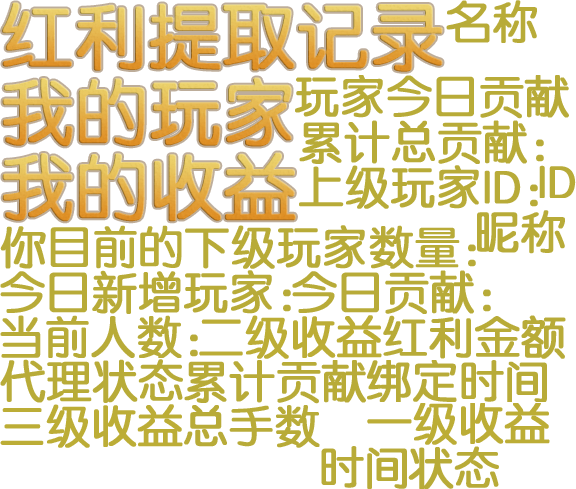 红利提取记录
名称
我的玩家
玩家今日贡献
累计总贡献:
我的收益
上级玩家ID:
ID
昵称
你目前的下级玩家数量:
今日新增玩家:
今日贡献:
当前人数:
二级收益
红利金额
代理状态
累计贡献
绑定时间
三级收益
总手数
一级收益
时间
状态